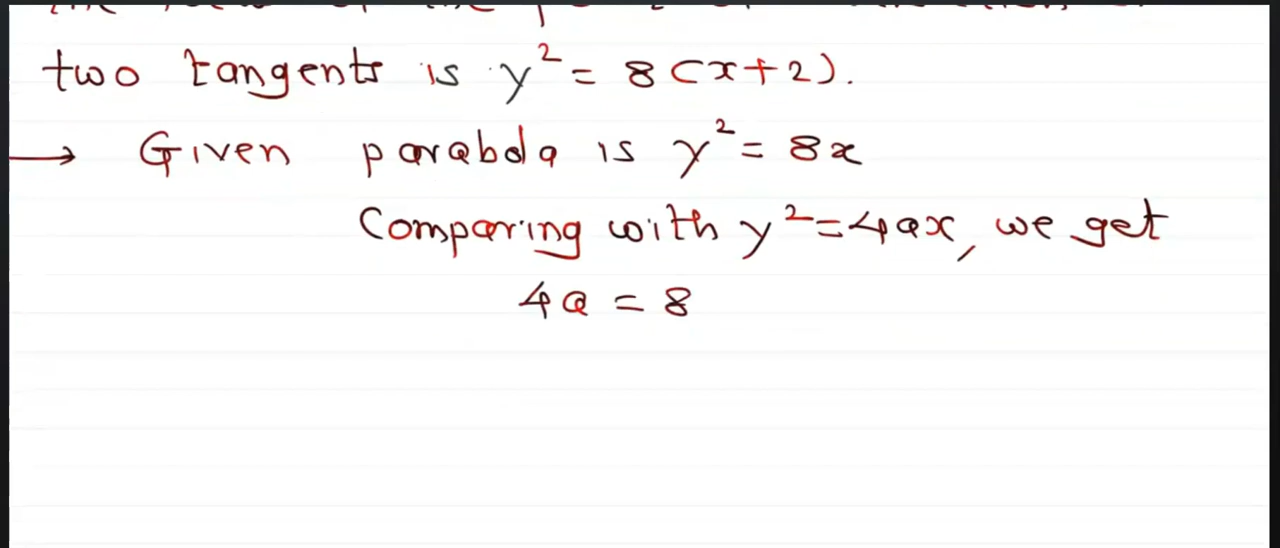 two tangents is y² = 8(x+2).
→ Given parabola is y² = 8x
Comparing with y² = 4ax, we get
4a = 8